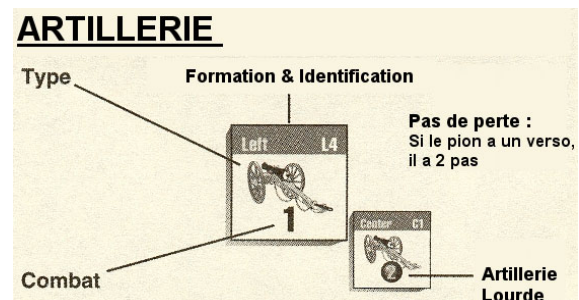 ARTILLERIE
Type
Formation & Identification
Left L4
1
Pas de perte :
Si le pion a un verso,
il a 2 pas
Center C1
2
Combat
Artillerie
Lourde